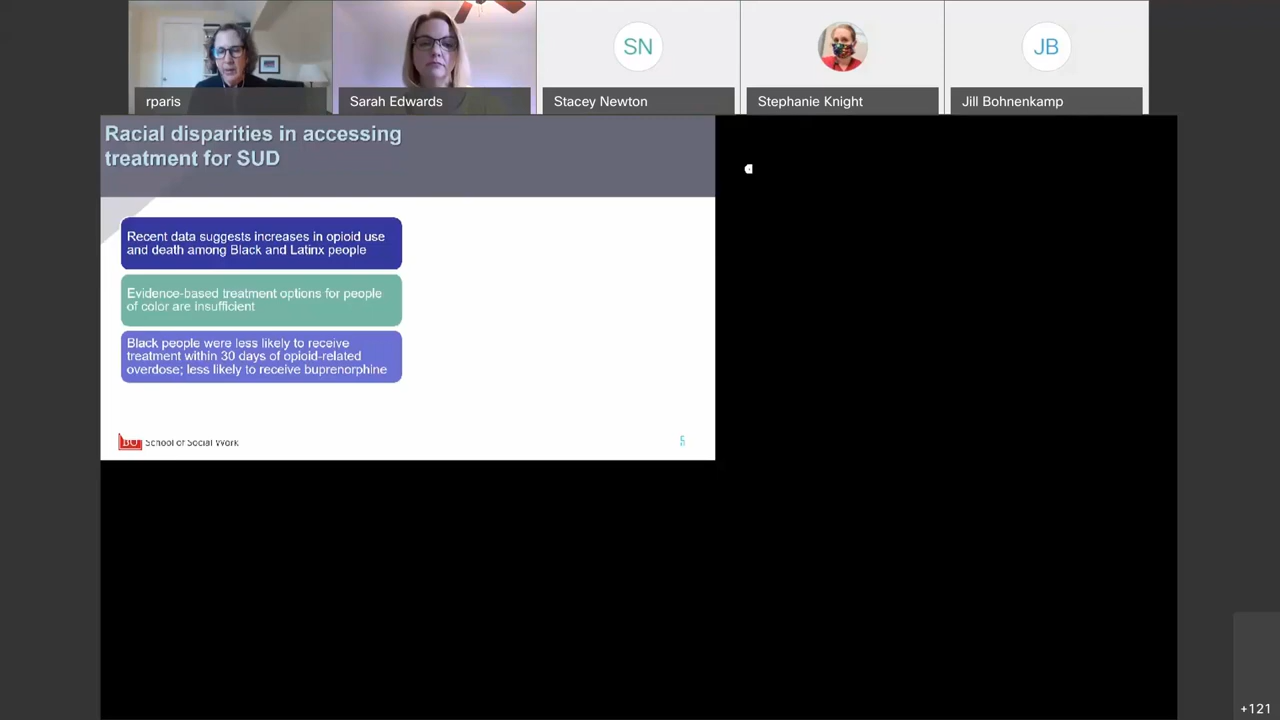 SN
JB
rparis
Sarah Edwards
Stacey Newton
Stephanie Knight
Jill Bohnenkamp
Racial disparities in accessing
treatment for SUD
Recent data suggests increases in opioid use
and death among Black and Latinx people
Evidence-based treatment options for people
of color are insufficient
Black people were less likely to receive
treatment within 30 days of opioid-related
overdose; less likely to receive buprenorphine
BU School of Social Work
+121